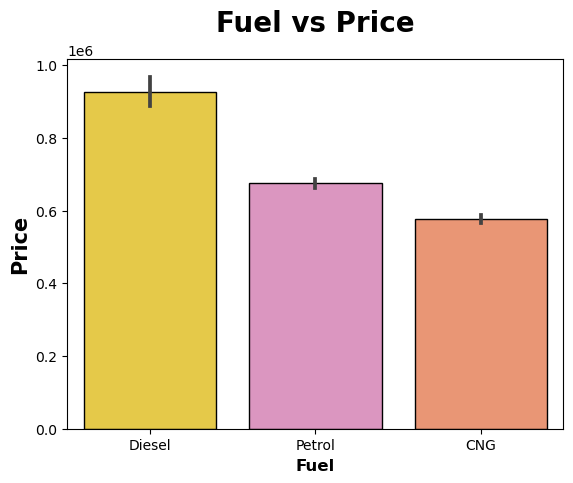 Fuel vs Price
1e6
1.0
0.8
0.6
0.4
0.2
0.0
Price
Diesel Petrol CNG
Fuel